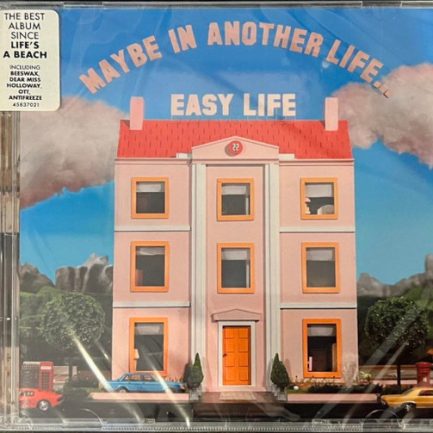 THE BEST
ALBUM
SINCE
LIFE'S
A BEACH
INCLUDING
BEESWAX,
DEAR MISS
HOLLOWAY,
OTT,
ANTIFREEZE
45837021
MAYBE IN ANOTHER LIFE...
EASY LIFE